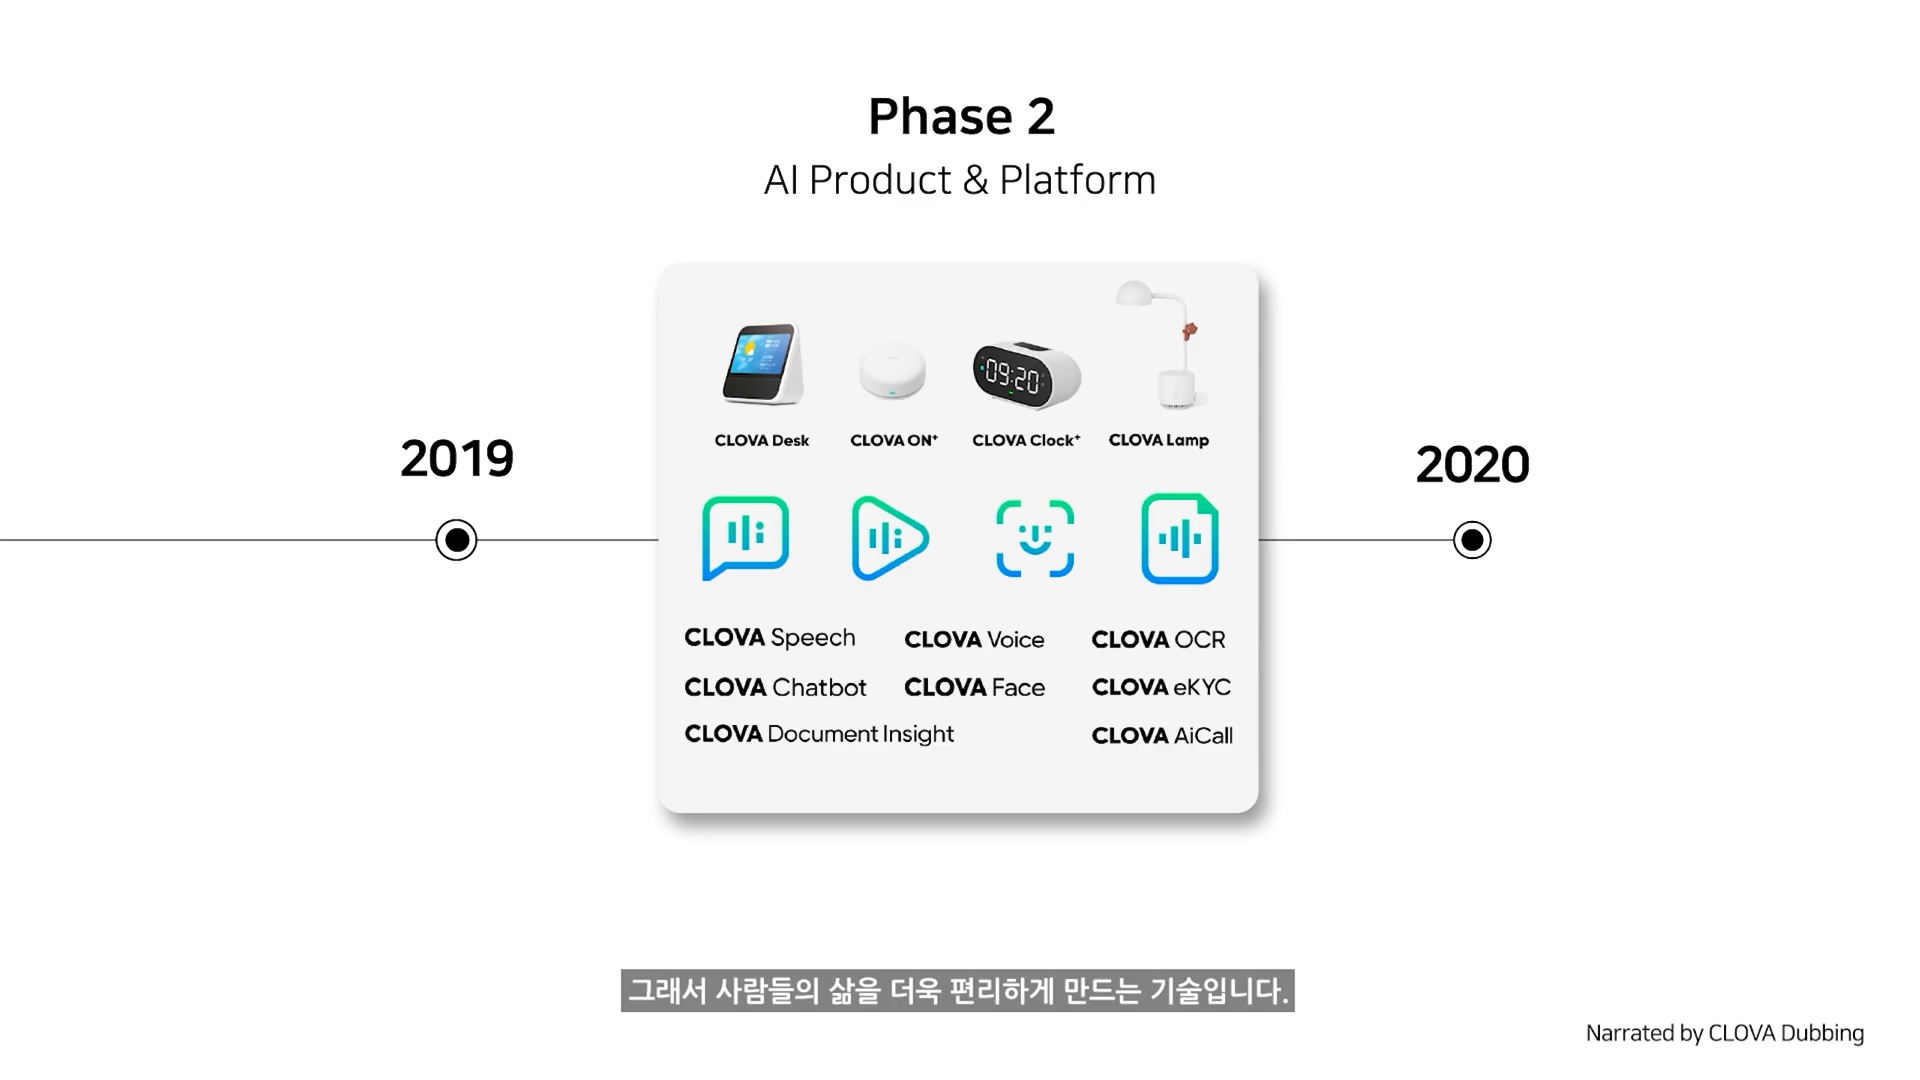 Phase 2
AI Product & Platform
09:20
CLOVA Desk
CLOVA ON+
CLOVA Clock+
CLOVA Lamp
2019
2020
CLOVA Speech
CLOVA Voice
CLOVA OCR
CLOVA Chatbot
CLOVA Face
CLOVA eKYC
CLOVA Document Insight
CLOVA AiCall
그래서 사람들의 삶을 더욱 편리하게 만드는 기술입니다.
Narrated by CLOVA Dubbing